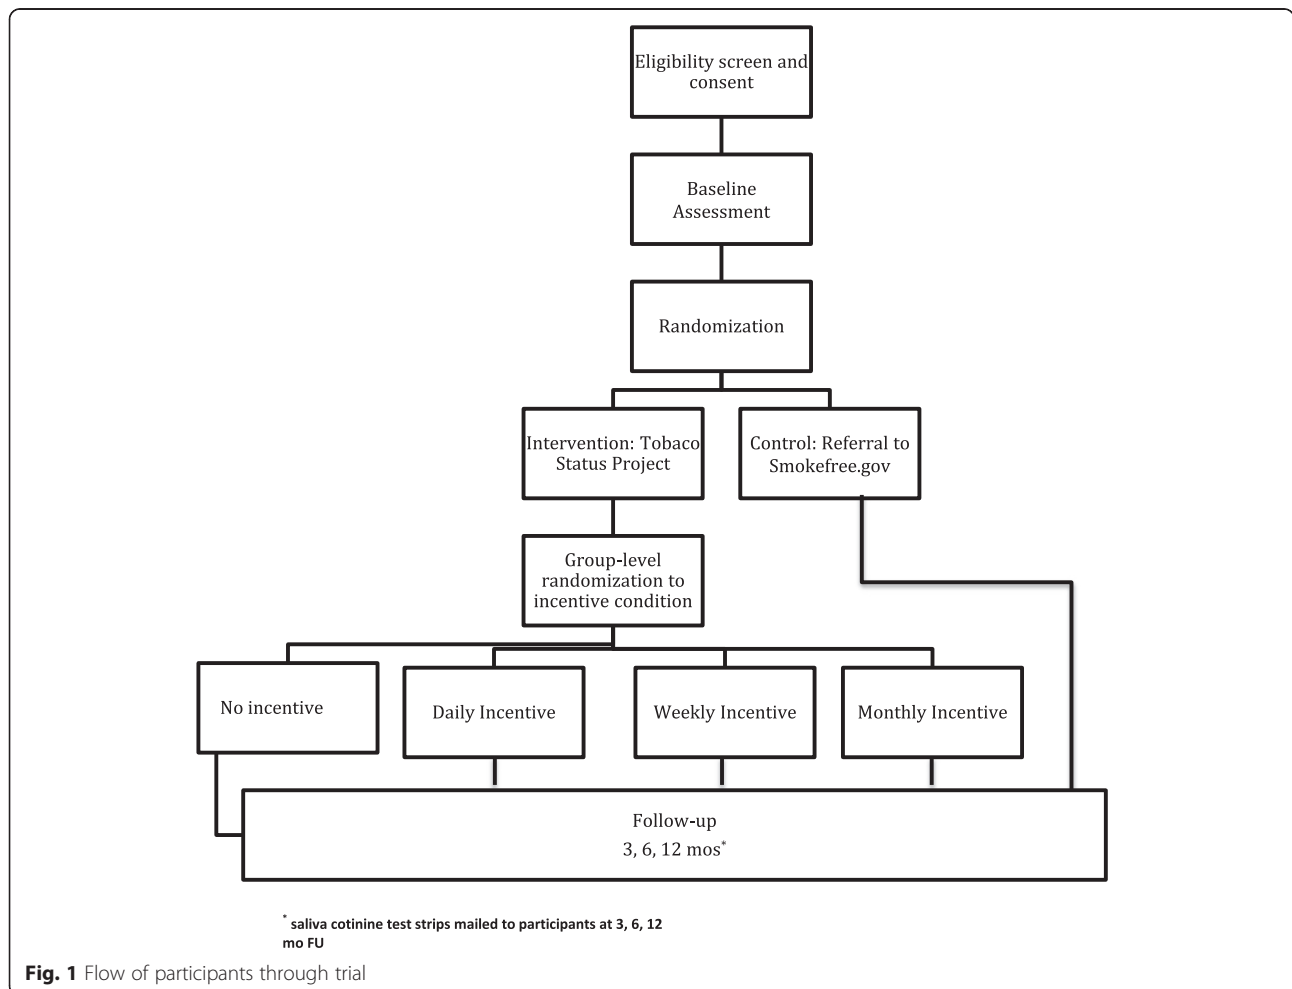 Eligibility screen and
consent
Baseline
Assessment
Randomization
Intervention: Tobaco
Status Project
Control: Referral to
Smokefree.gov
Group-level
randomization to
incentive condition
No incentive
Daily Incentive
Weekly Incentive
Monthly Incentive
Follow-up
3, 6, 12 mos*
* saliva cotinine test strips mailed to participants at 3, 6, 12
mo FU
Fig. 1 Flow of participants through trial